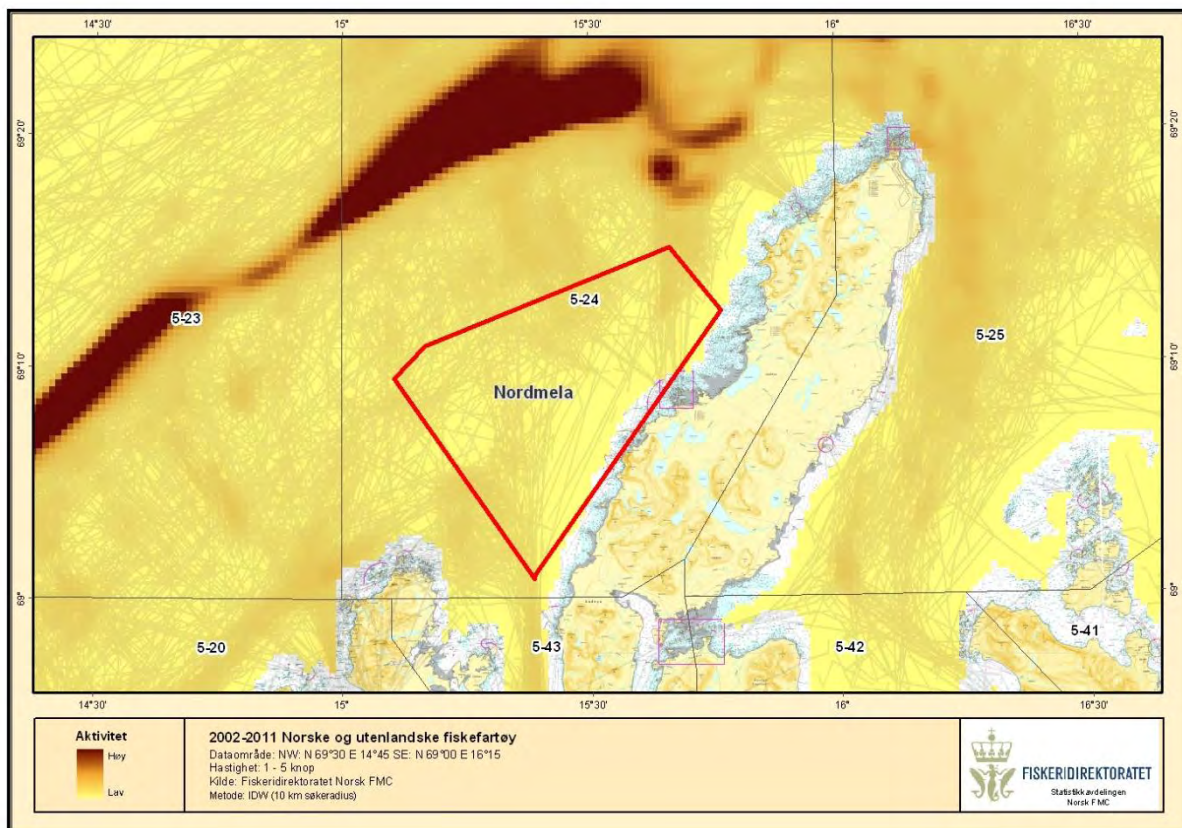 14°30' 15° 15°30' 16° 16°30'
69°20' 69°20'
5-24
5-23
5-25
69°10' 69°10'
Nordmela
69° 69°
5-20
5-43
5-42
5-41
14°30' 15° 15°30' 16° 16°30'
Aktivitet
Høy
Lav
2002-2011 Norske og utenlandske fiskefartøy
Dataområde: NW: N 69°30 E 14°45 SE: N 69°00 E 16°15
Hastighet: 1 - 5 knop
Kilde: Fiskeridirektoratet Norsk FMC
Metode: IDW (10 km søkeradius)
FISKERIDIREKTORATET
Statistikkavdelingen
Norsk FMC